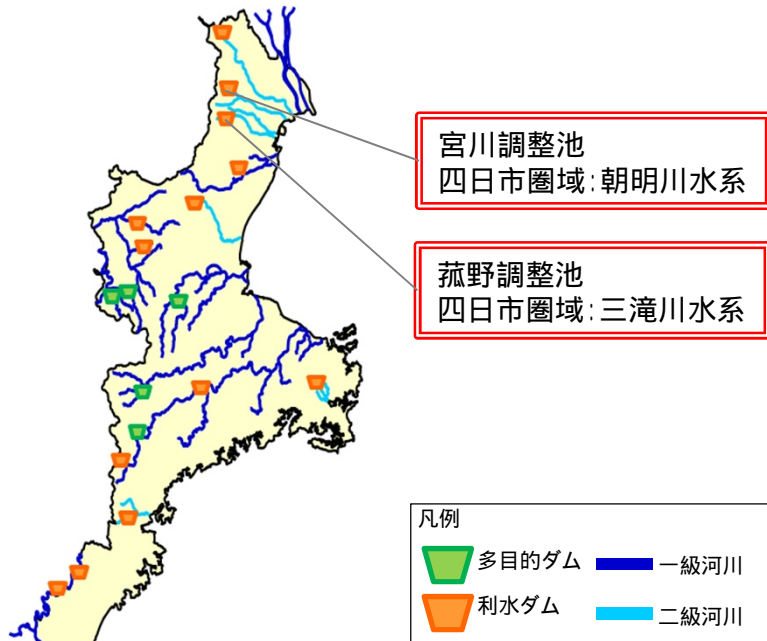 宮川調整池
四日市圏域:朝明川水系
菰野調整池
四日市圏域:三滝川水系
凡例
多目的ダム
一級河川
利水ダム
二級河川